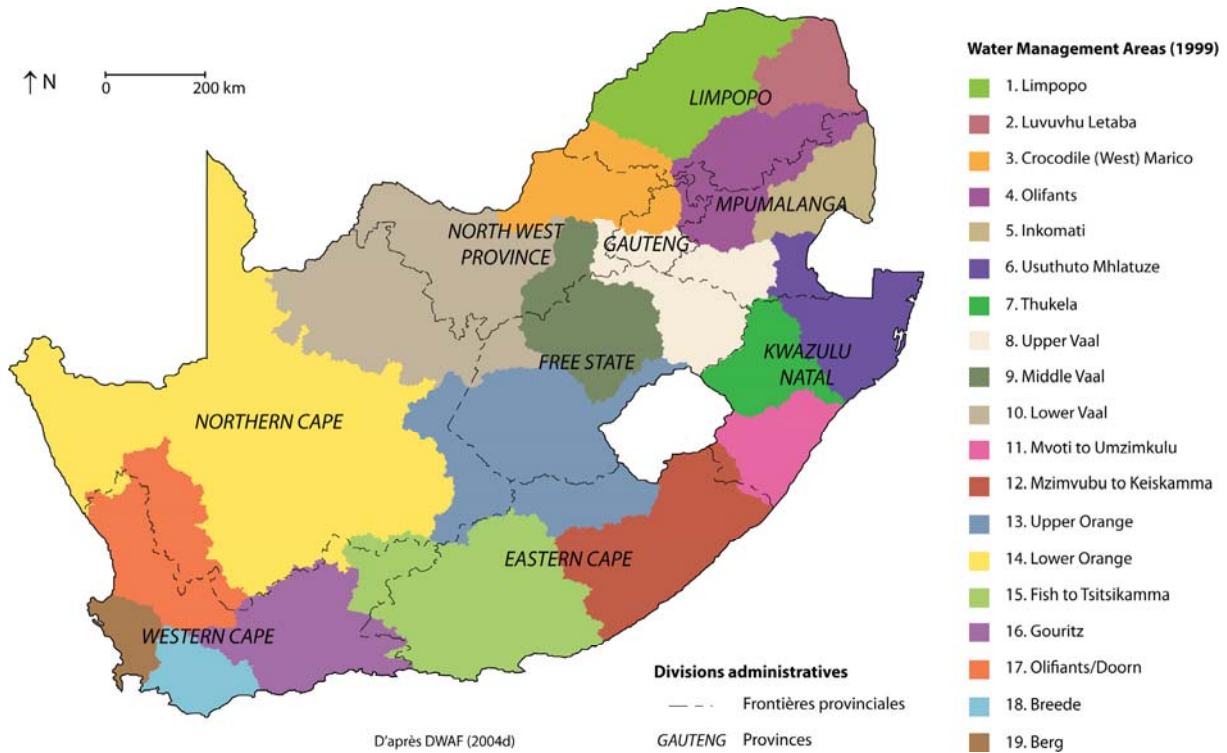 Water Management Areas (1999)
↑ N
0 200 km
1. Limpopo
2. Luvuvhu Letaba
3. Crocodile (West) Marico
4. Olifants
5. Inkomati
6. Usuthuto Mhlatuze
7. Thukela
8. Upper Vaal
9. Middle Vaal
10. Lower Vaal
11. Mvoti to Umzimkulu
12. Mzimvubu to Keiskamma
13. Upper Orange
14. Lower Orange
15. Fish to Tsitsikamma
16. Gouritz
17. Olifiants/Doorn
18. Breede
19. Berg
LIMPOPO
MPUMALANGA
NORTH WEST
PROVINCE
GAUTENG
FREE STATE
KWAZULU
NATAL
NORTHERN CAPE
EASTERN CAPE
WESTERN CAPE
Divisions administratives
Frontières provinciales
GAUTENG Provinces
D'après DWAF (2004d)